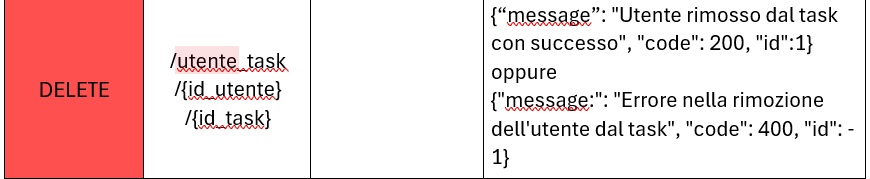 DELETE
/utente_task
/{id_utente}
/{id_task}
{“message”: "Utente rimosso dal task
con successo", "code": 200, "id":1}
oppure
{"message:": "Errore nella rimozione
dell'utente dal task", "code": 400, "id": -
1}